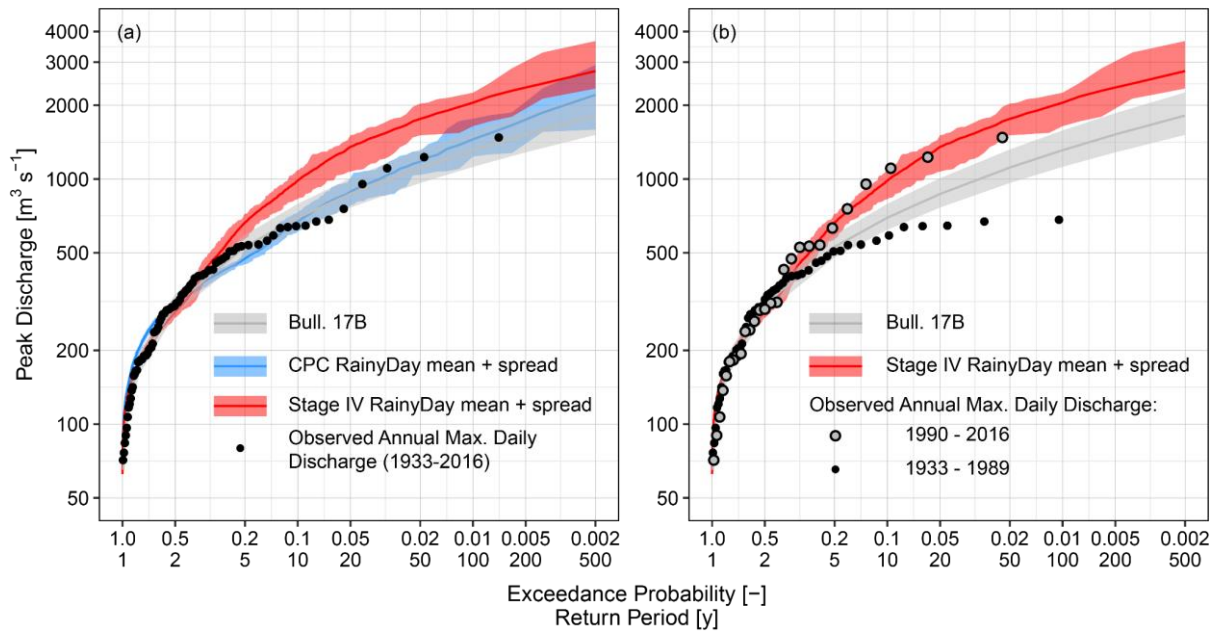 (a)
(b)
4000
3000
2000
1000
500
200
100
50
4000
3000
2000
1000
500
200
100
50
Peak Discharge [m³ s⁻¹]
Bull. 17B
CPC RainyDay mean + spread
Stage IV RainyDay mean + spread
Observed Annual Max. Daily
Discharge (1933-2016)
Bull. 17B
Stage IV RainyDay mean + spread
Observed Annual Max. Daily Discharge:
1990 - 2016
1933 - 1989
1.0 0.5 0.2 0.1 0.05 0.02 0.01 0.005 0.002
1 2 5 10 20 50 100 200 500
1.0 0.5 0.2 0.1 0.05 0.02 0.01 0.005 0.002
1 2 5 10 20 50 100 200 500
Exceedance Probability [−]
Return Period [y]